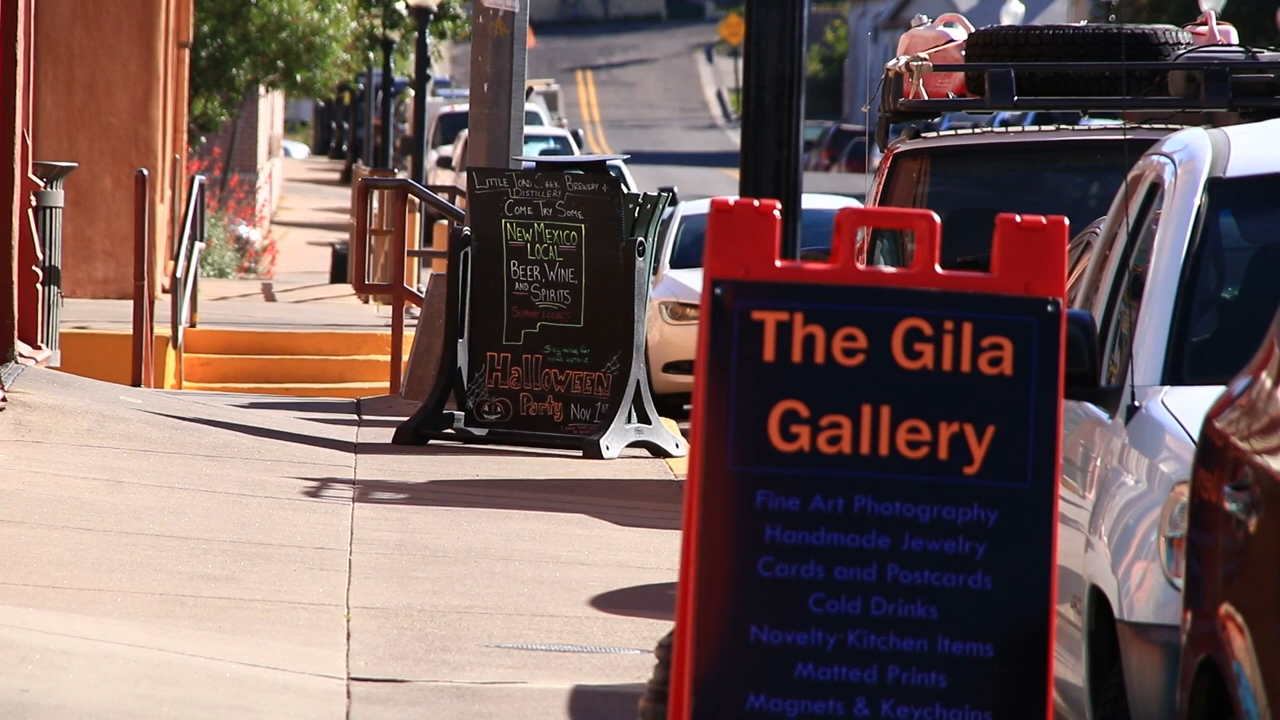 Little Toad Creek Brewery +
Distillery
Come Try Some
New Mexico
Local
Beer, Wine,
and Spirits
Halloween
Party Nov 1st
The Gila
Gallery
Fine Art Photography
Handmade Jewelry
Cards and Postcards
Cold Drinks
Novelty Kitchen Items
Matted Prints
Magnets & Keychains